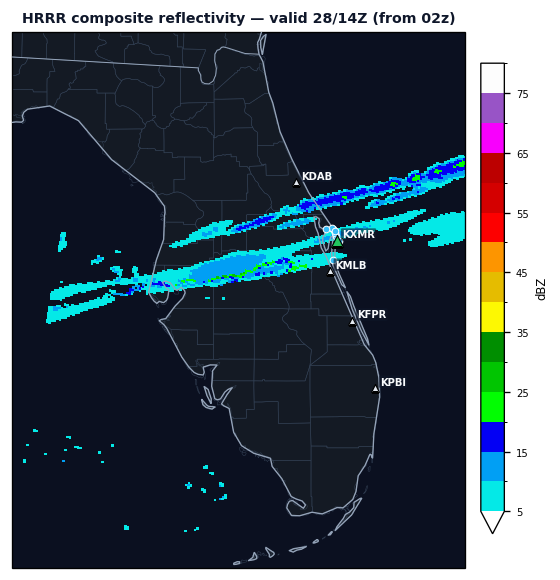 HRRR composite reflectivity — valid 28/14Z (from 02z)
KDAB
KXMR
KMLB
KFPR
KPBI
75
65
55
45
35
25
15
5
dBZ